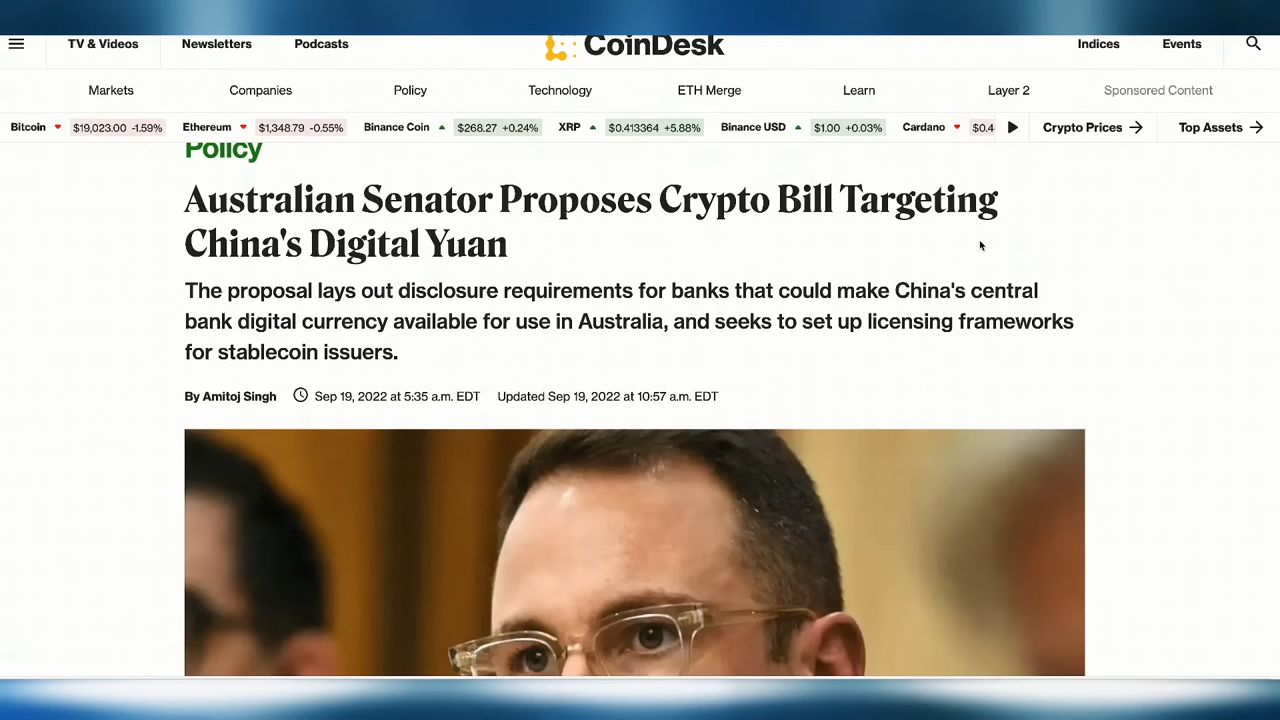 TV & Videos Newsletters Podcasts CoinDesk Indices Events
Markets Companies Policy Technology ETH Merge Learn Layer 2 Sponsored Content
Bitcoin $19,023.00 -1.59% Ethereum $1,348.79 -0.55% Binance Coin $268.27 +0.24% XRP $0.413364 +5.88% Binance USD $1.00 +0.03% Cardano $0.4 Crypto Prices Top Assets
Policy
Australian Senator Proposes Crypto Bill Targeting
China's Digital Yuan
The proposal lays out disclosure requirements for banks that could make China's central
bank digital currency available for use in Australia, and seeks to set up licensing frameworks
for stablecoin issuers.
By Amitoj Singh Sep 19, 2022 at 5:35 a.m. EDT Updated Sep 19, 2022 at 10:57 a.m. EDT